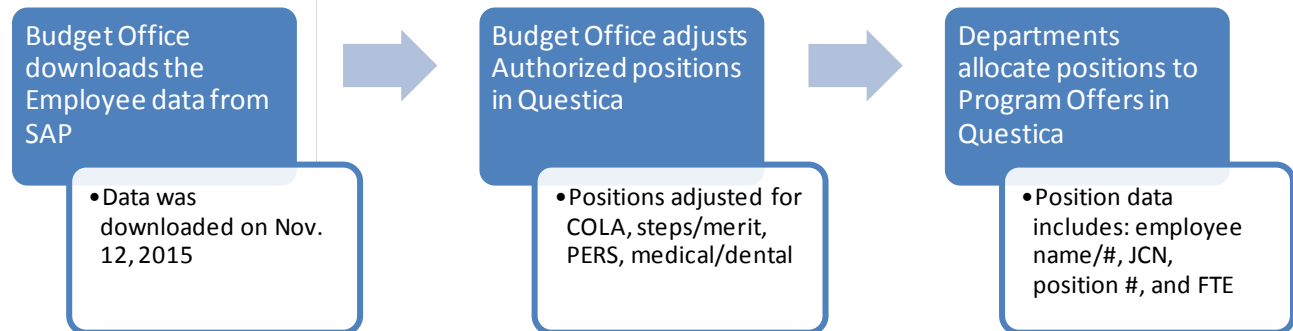 Budget Office
downloads the
Employee data from
SAP
•Data was
downloaded on Nov.
12, 2015
Budget Office adjusts
Authorized positions
in Questica
•Positions adjusted for
COLA, steps/merit,
PERS, medical/dental
Departments
allocate positions to
Program Offers in
Questica
•Position data
includes: employee
name/#, JCN,
position #, and FTE